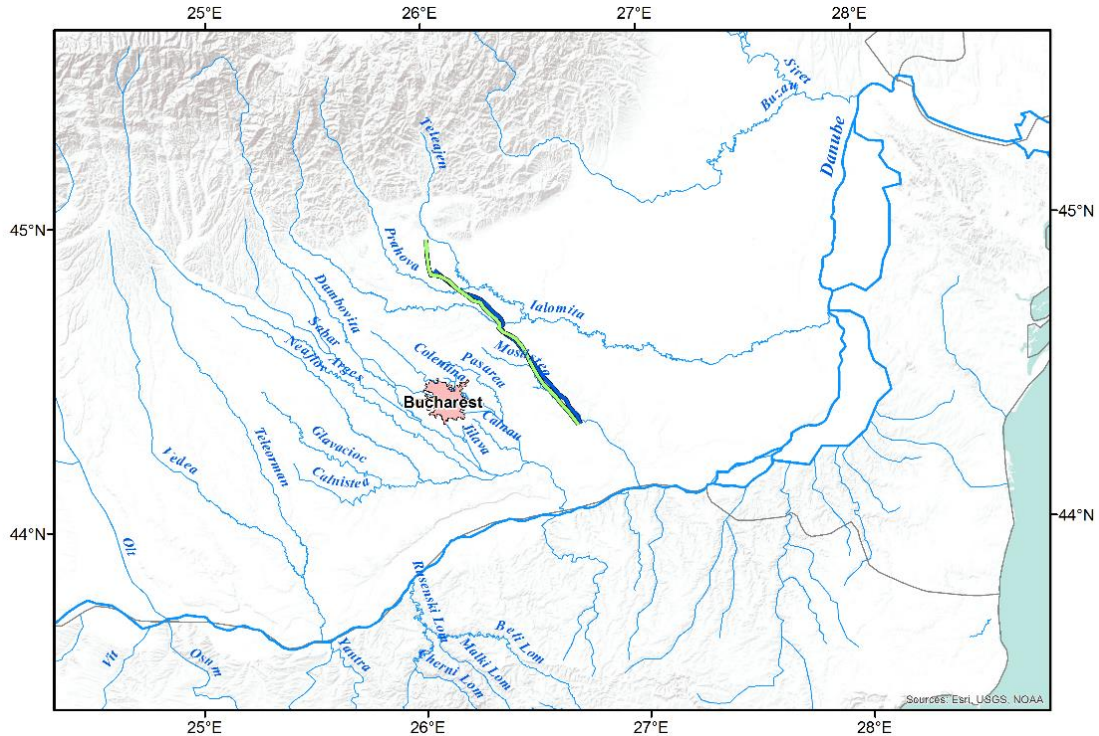 25°E 26°E 27°E 28°E
Siret
Buzau
Danube
Teleajen
45°N
45°N
Prahova
Dambovita
Ialomita
Sabar
Neajlov
Arges
Colentina
Pasarea
Mostistea
Bucharest
Calnau
Jilava
Glavacioc
Teleorman
Vedea
Calnistea
44°N
44°N
Olt
Rusenski Lom
Beli Lom
Malki Lom
Cherni Lom
Yantra
Osum
Vit
Sources: Esri, USGS, NOAA
25°E 26°E 27°E 28°E